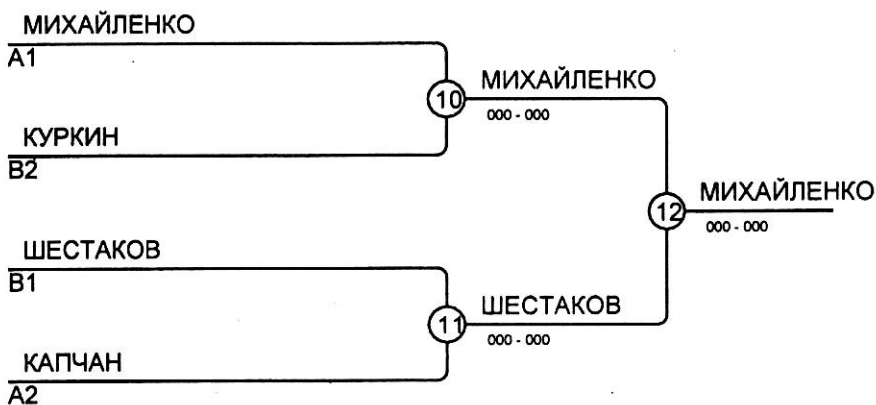 МИХАЙЛЕНКО
A1
10
МИХАЙЛЕНКО
000 - 000
КУРКИН
B2
12
МИХАЙЛЕНКО
000 - 000
ШЕСТАКОВ
B1
11
ШЕСТАКОВ
000 - 000
КАПЧАН
A2